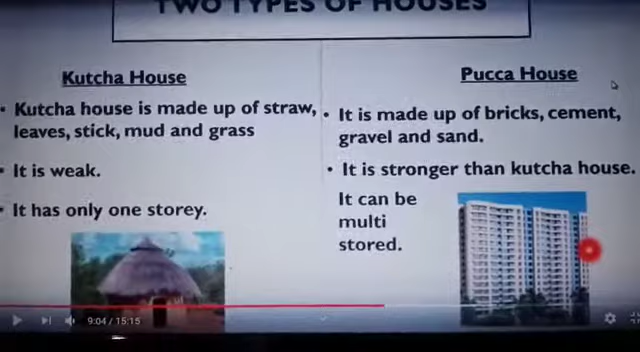 TWO TYPES OF HOUSES
Kutcha House
• Kutcha house is made up of straw,
leaves, stick, mud and grass
• It is weak.
• It has only one storey.
Pucca House
• It is made up of bricks, cement,
gravel and sand.
• It is stronger than kutcha house.
It can be
multi
stored.
9:04 / 15:15